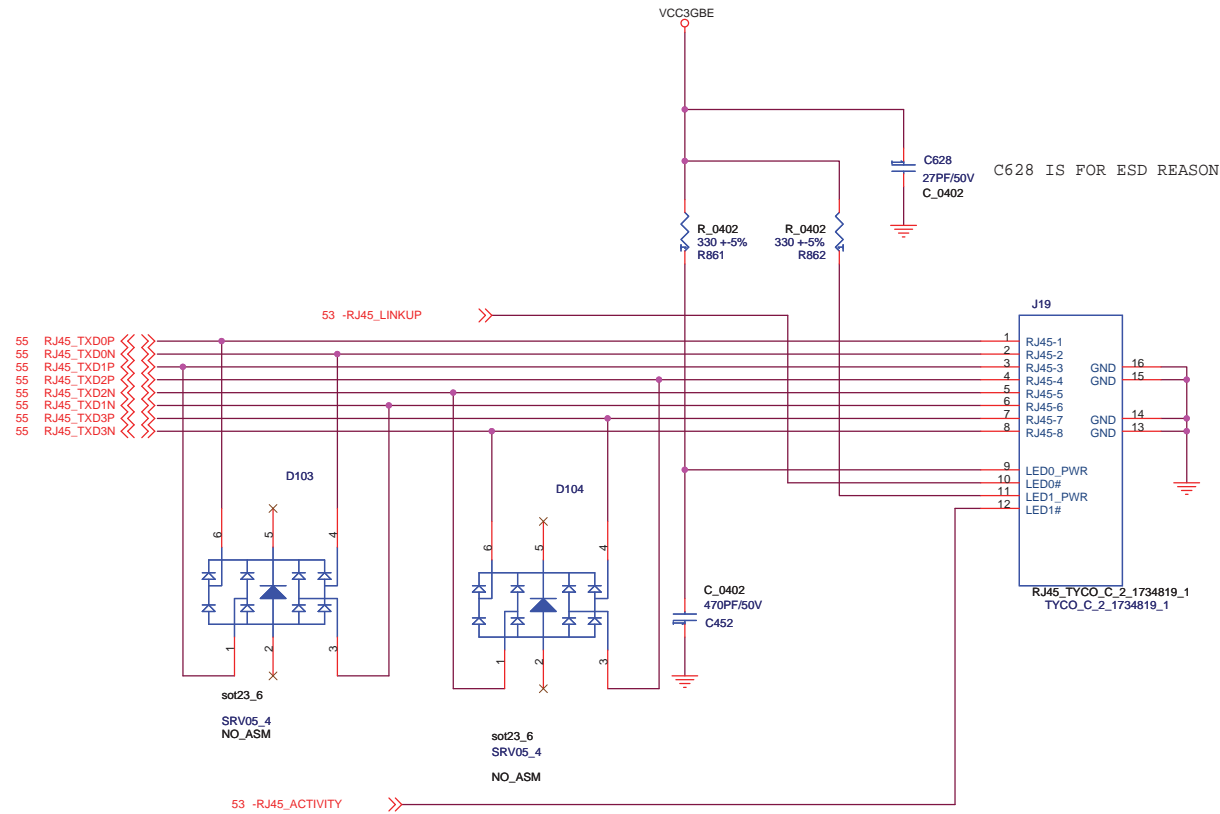 VCC3GBE
C628
27PF/50V
C_0402
C628 IS FOR ESD REASON
R_0402
330 +-5%
R861
R_0402
330 +-5%
R862
J19
53 -RJ45_LINKUP
55 RJ45_TXD0P
55 RJ45_TXD0N
55 RJ45_TXD1P
55 RJ45_TXD2P
55 RJ45_TXD2N
55 RJ45_TXD1N
55 RJ45_TXD3P
55 RJ45_TXD3N
1 RJ45-1
2 RJ45-2
3 RJ45-3
4 RJ45-4
5 RJ45-5
6 RJ45-6
7 RJ45-7
8 RJ45-8
GND 16
GND 15
GND 14
GND 13
9 LED0_PWR
10 LED0#
11 LED1_PWR
12 LED1#
D103
6 5 4
1 2 3
sot23_6
SRV05_4
NO_ASM
D104
6 5 4
1 2 3
sot23_6
SRV05_4
NO_ASM
C_0402
470PF/50V
C452
RJ45_TYCO_C_2_1734819_1
TYCO_C_2_1734819_1
53 -RJ45_ACTIVITY